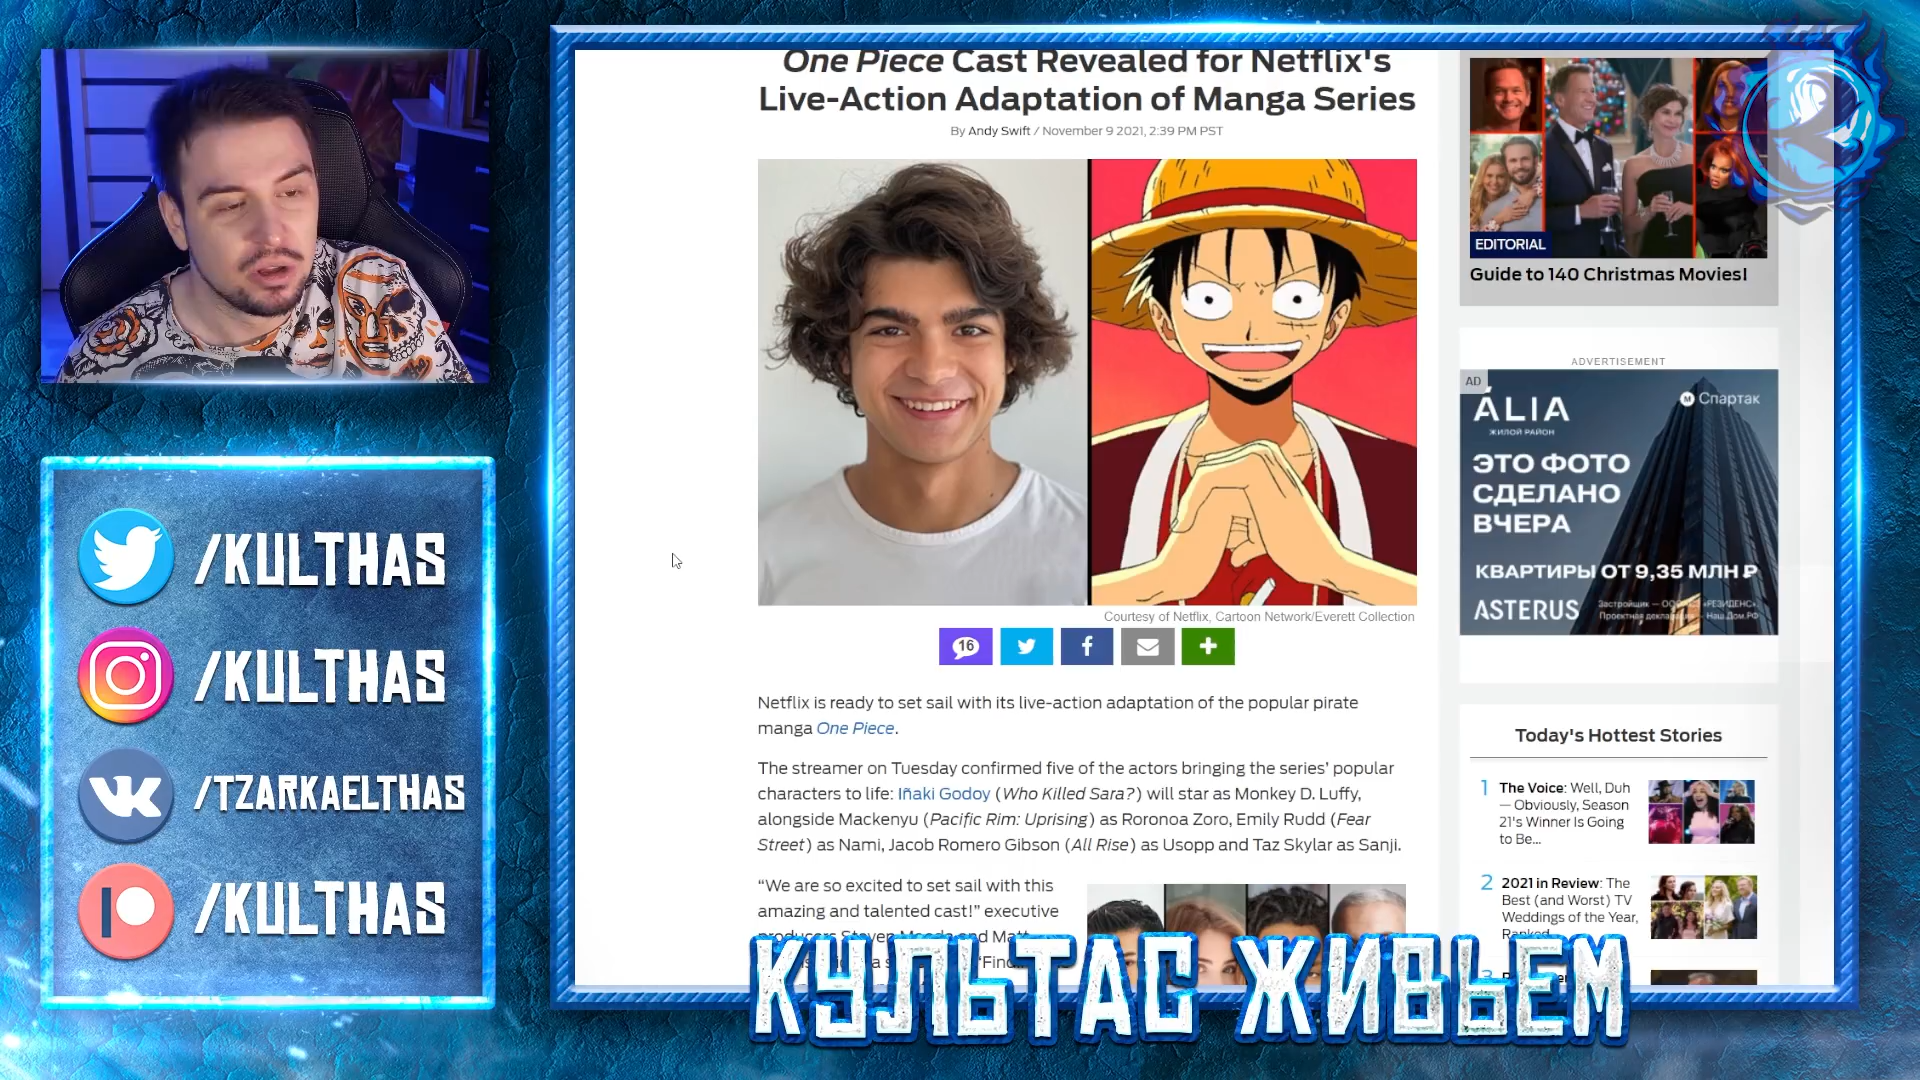 /KULTHAS
/KULTHAS
/TZARKAELTHAS
/KULTHAS
One Piece Cast Revealed for Netflix's
Live-Action Adaptation of Manga Series
By Andy Swift / November 9 2021, 2:39 PM PST
Courtesy of Netflix, Cartoon Network/Everett Collection
16
Netflix is ready to set sail with its live-action adaptation of the popular pirate
manga One Piece.
The streamer on Tuesday confirmed five of the actors bringing the series' popular
characters to life: Iñaki Godoy (Who Killed Sara?) will star as Monkey D. Luffy,
alongside Mackenyu (Pacific Rim: Uprising) as Roronoa Zoro, Emily Rudd (Fear
Street) as Nami, Jacob Romero Gibson (All Rise) as Usopp and Taz Skylar as Sanji.
“We are so excited to set sail with this
amazing and talented cast!” executive
producers Steven Maeda and Matt
EDITORIAL
Guide to 140 Christmas Movies!
ADVERTISEMENT
AD
ÁLIA
ЖИЛОЙ РАЙОН
Спартак
ЭТО ФОТО
СДЕЛАНО
ВЧЕРА
КВАРТИРЫ ОТ 9,35 МЛН ₽
ASTERUS
Today's Hottest Stories
1 The Voice: Well, Duh
— Obviously, Season
21's Winner Is Going
to Be...
2 2021 in Review: The
Best (and Worst) TV
Weddings of the Year,
Ranked
3
КУЛЬТАС ЖИВЬЕМ